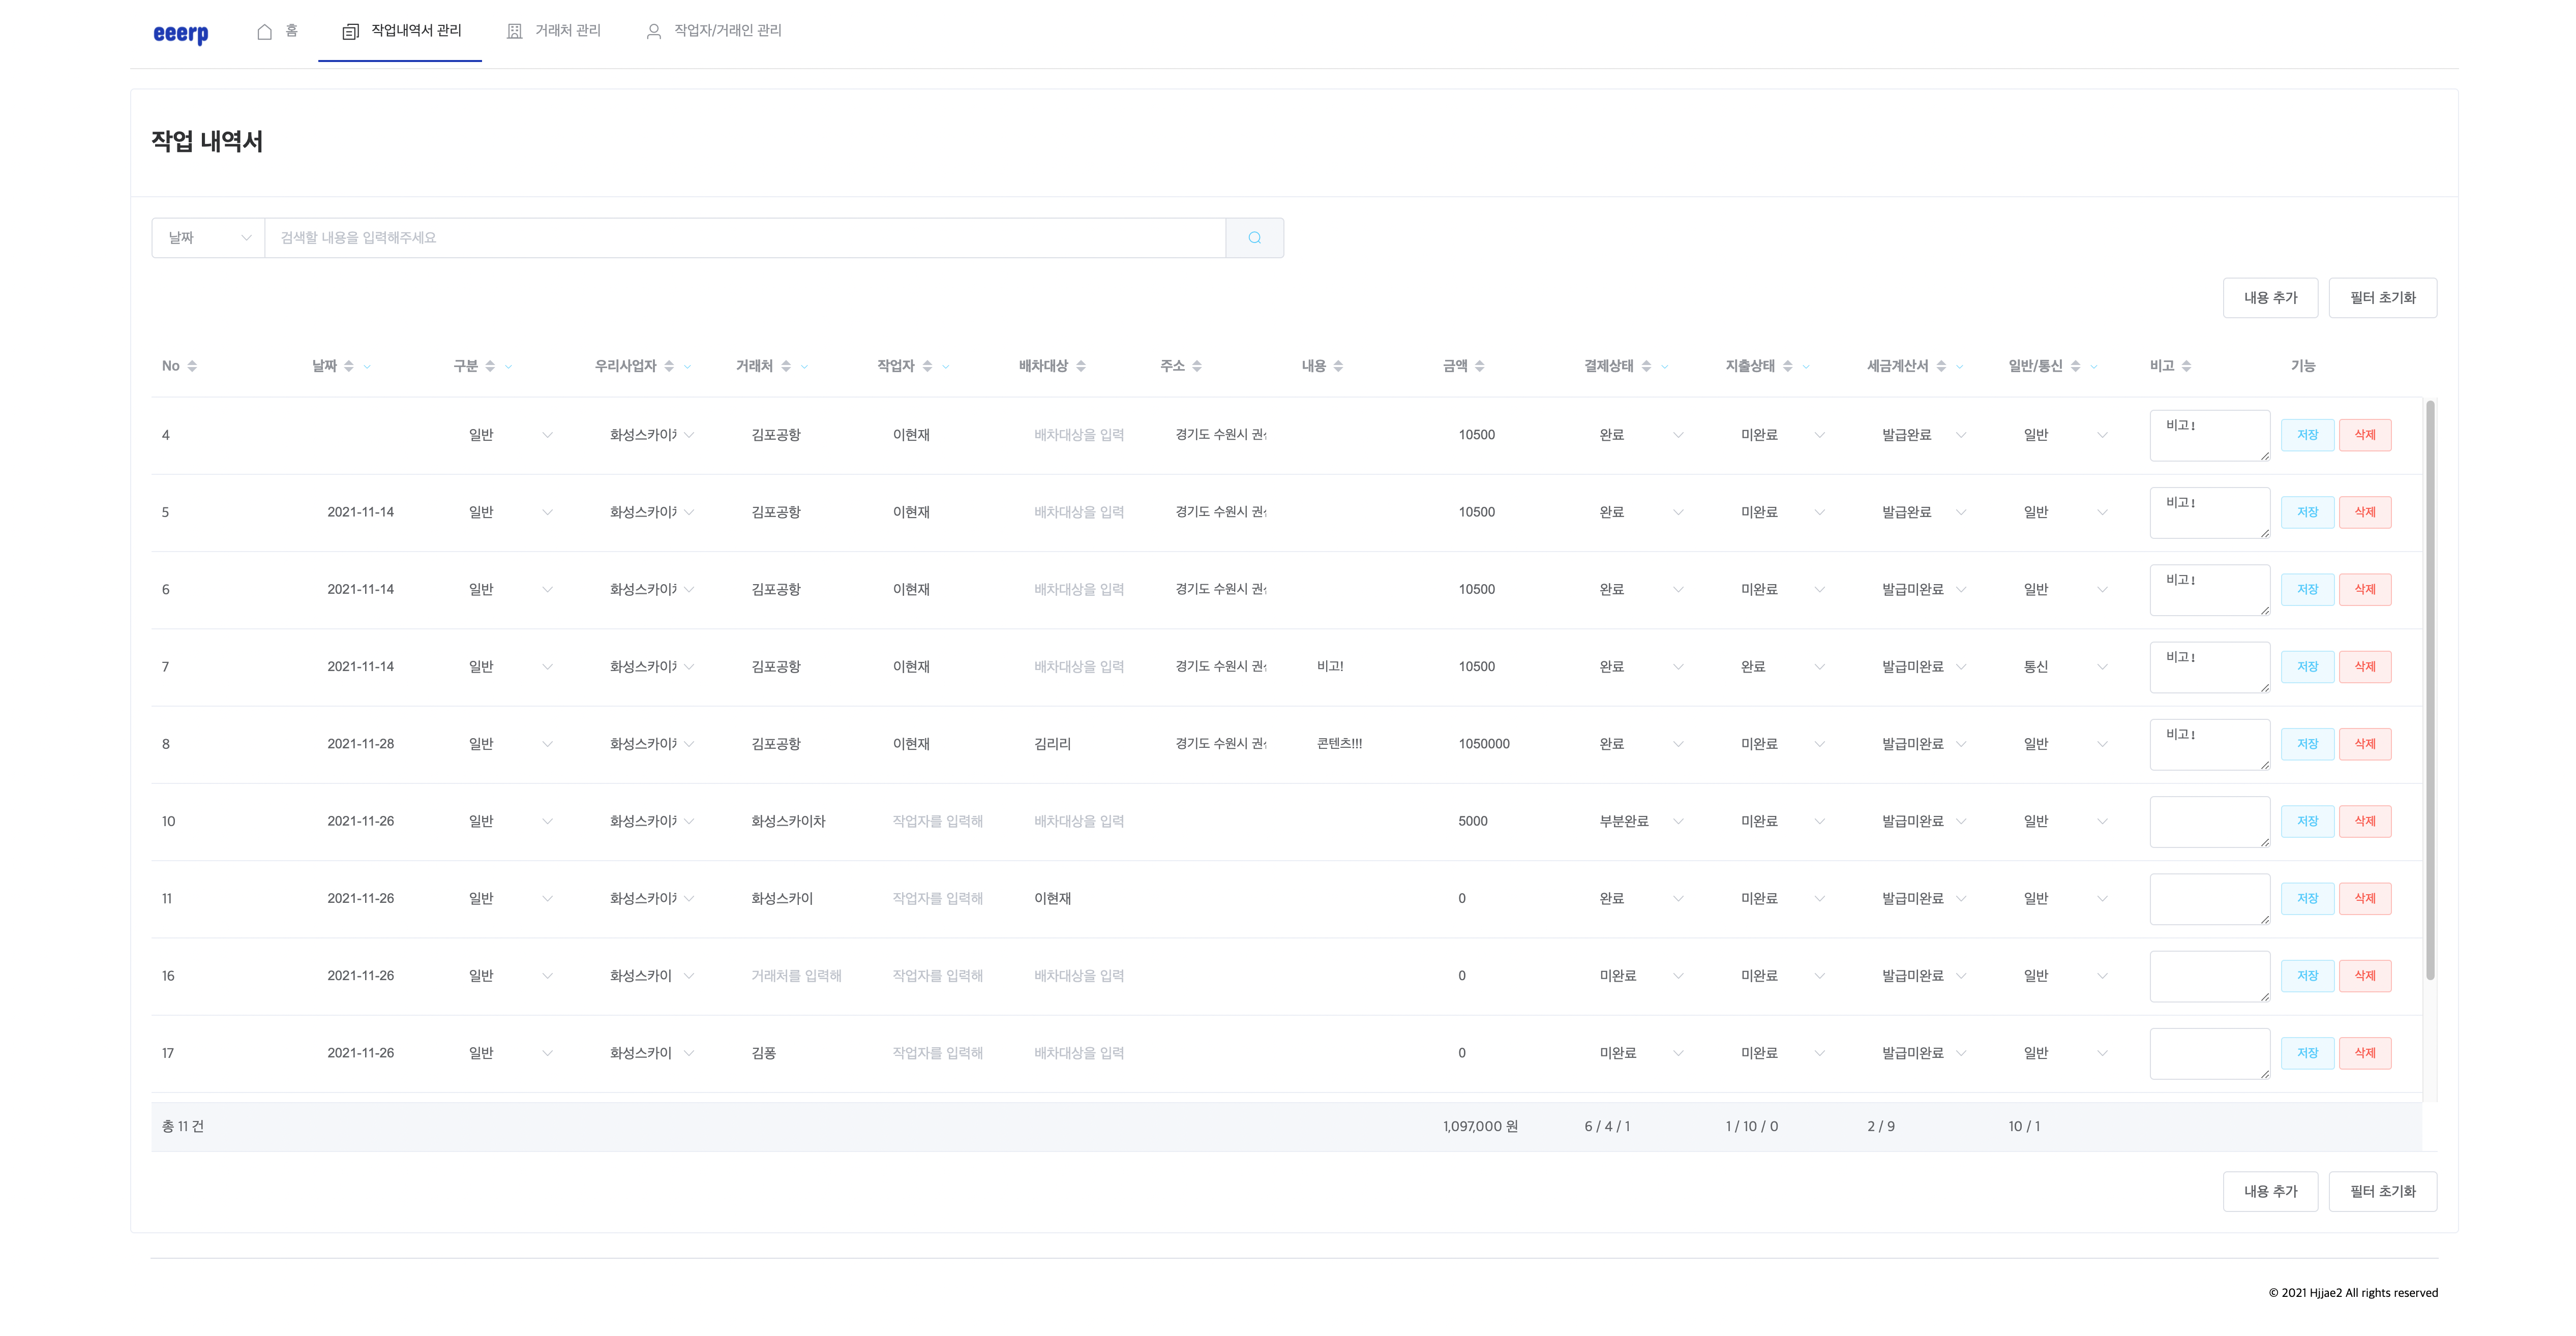 eeerp 홈 작업내역서 관리 거래처 관리 작업자/거래인 관리
작업 내역서
날짜 검색할 내용을 입력해주세요
내용 추가 필터 초기화
No 날짜 구분 우리사업자 거래처 작업자 배차대상 주소 내용 금액 결제상태 지출상태 세금계산서 일반/통신 비고 기능
4 일반 화성스카이 김포공항 이현재 배차대상을 입력 경기도 수원시 10500 완료 미완료 발급완료 일반 비고! 저장 삭제
5 2021-11-14 일반 화성스카이 김포공항 이현재 배차대상을 입력 경기도 수원시 10500 완료 미완료 발급완료 일반 비고! 저장 삭제
6 2021-11-14 일반 화성스카이 김포공항 이현재 배차대상을 입력 경기도 수원시 10500 완료 미완료 발급미완료 일반 비고! 저장 삭제
7 2021-11-14 일반 화성스카이 김포공항 이현재 배차대상을 입력 경기도 수원시 비고! 10500 완료 완료 발급미완료 통신 비고! 저장 삭제
8 2021-11-28 일반 화성스카이 김포공항 이현재 김리리 경기도 수원시 콘텐츠!!! 1050000 완료 미완료 발급미완료 일반 비고! 저장 삭제
10 2021-11-26 일반 화성스카이 화성스카이차 작업자를 입력해 배차대상을 입력 5000 부분완료 미완료 발급미완료 일반 저장 삭제
11 2021-11-26 일반 화성스카이 화성스카이 작업자를 입력해 이현재 0 완료 미완료 발급미완료 일반 저장 삭제
16 2021-11-26 일반 화성스카이 거래처를 입력해 작업자를 입력해 배차대상을 입력 0 미완료 미완료 발급미완료 일반 저장 삭제
17 2021-11-26 일반 화성스카이 김퐁 작업자를 입력해 배차대상을 입력 0 미완료 미완료 발급미완료 일반 저장 삭제
총 11 건 1,097,000 원 6 / 4 / 1 1 / 10 / 0 2 / 9 10 / 1
내용 추가 필터 초기화
© 2021 Hjjae2 All rights reserved